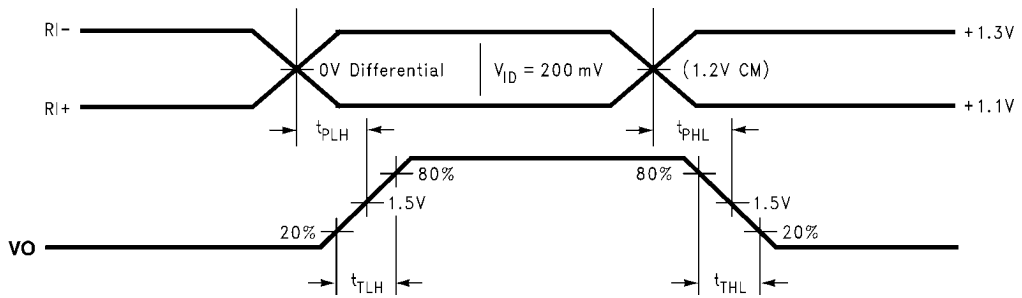 RI−
+1.3V
0V Differential
V_ID = 200 mV
(1.2V CM)
RI+
+1.1V
t_PLH
t_PHL
80%
80%
1.5V
1.5V
20%
20%
VO
t_TLH
t_THL